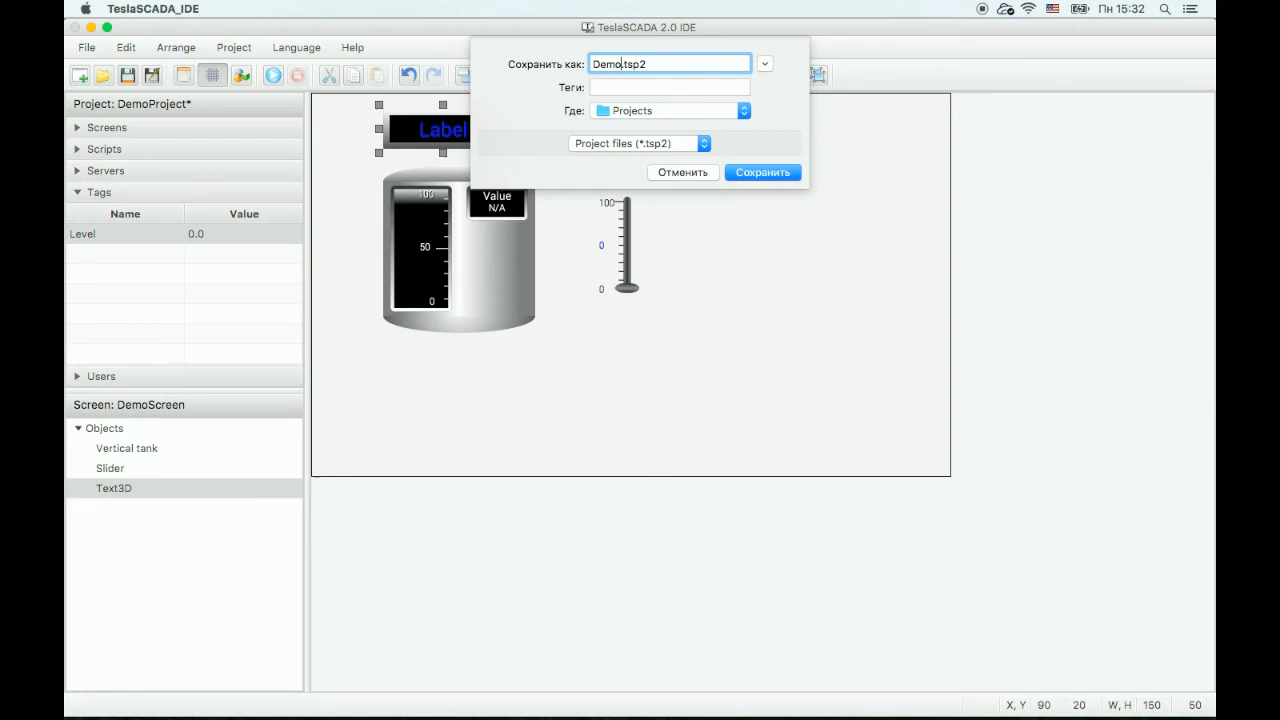 TeslaSCADA_IDE
Пн 15:32
TeslaSCADA 2.0 IDE
File Edit Arrange Project Language Help
Сохранить как: Demo.tsp2
Теги:
Где: Projects
Project files (*.tsp2)
Отменить Сохранить
Project: DemoProject*
Screens
Scripts
Servers
Tags
Name Value
Level 0.0
Users
Screen: DemoScreen
Objects
Vertical tank
Slider
Text3D
Label
100
50
0
Value
N/A
100
0
0
X, Y 90 20 W, H 150 50